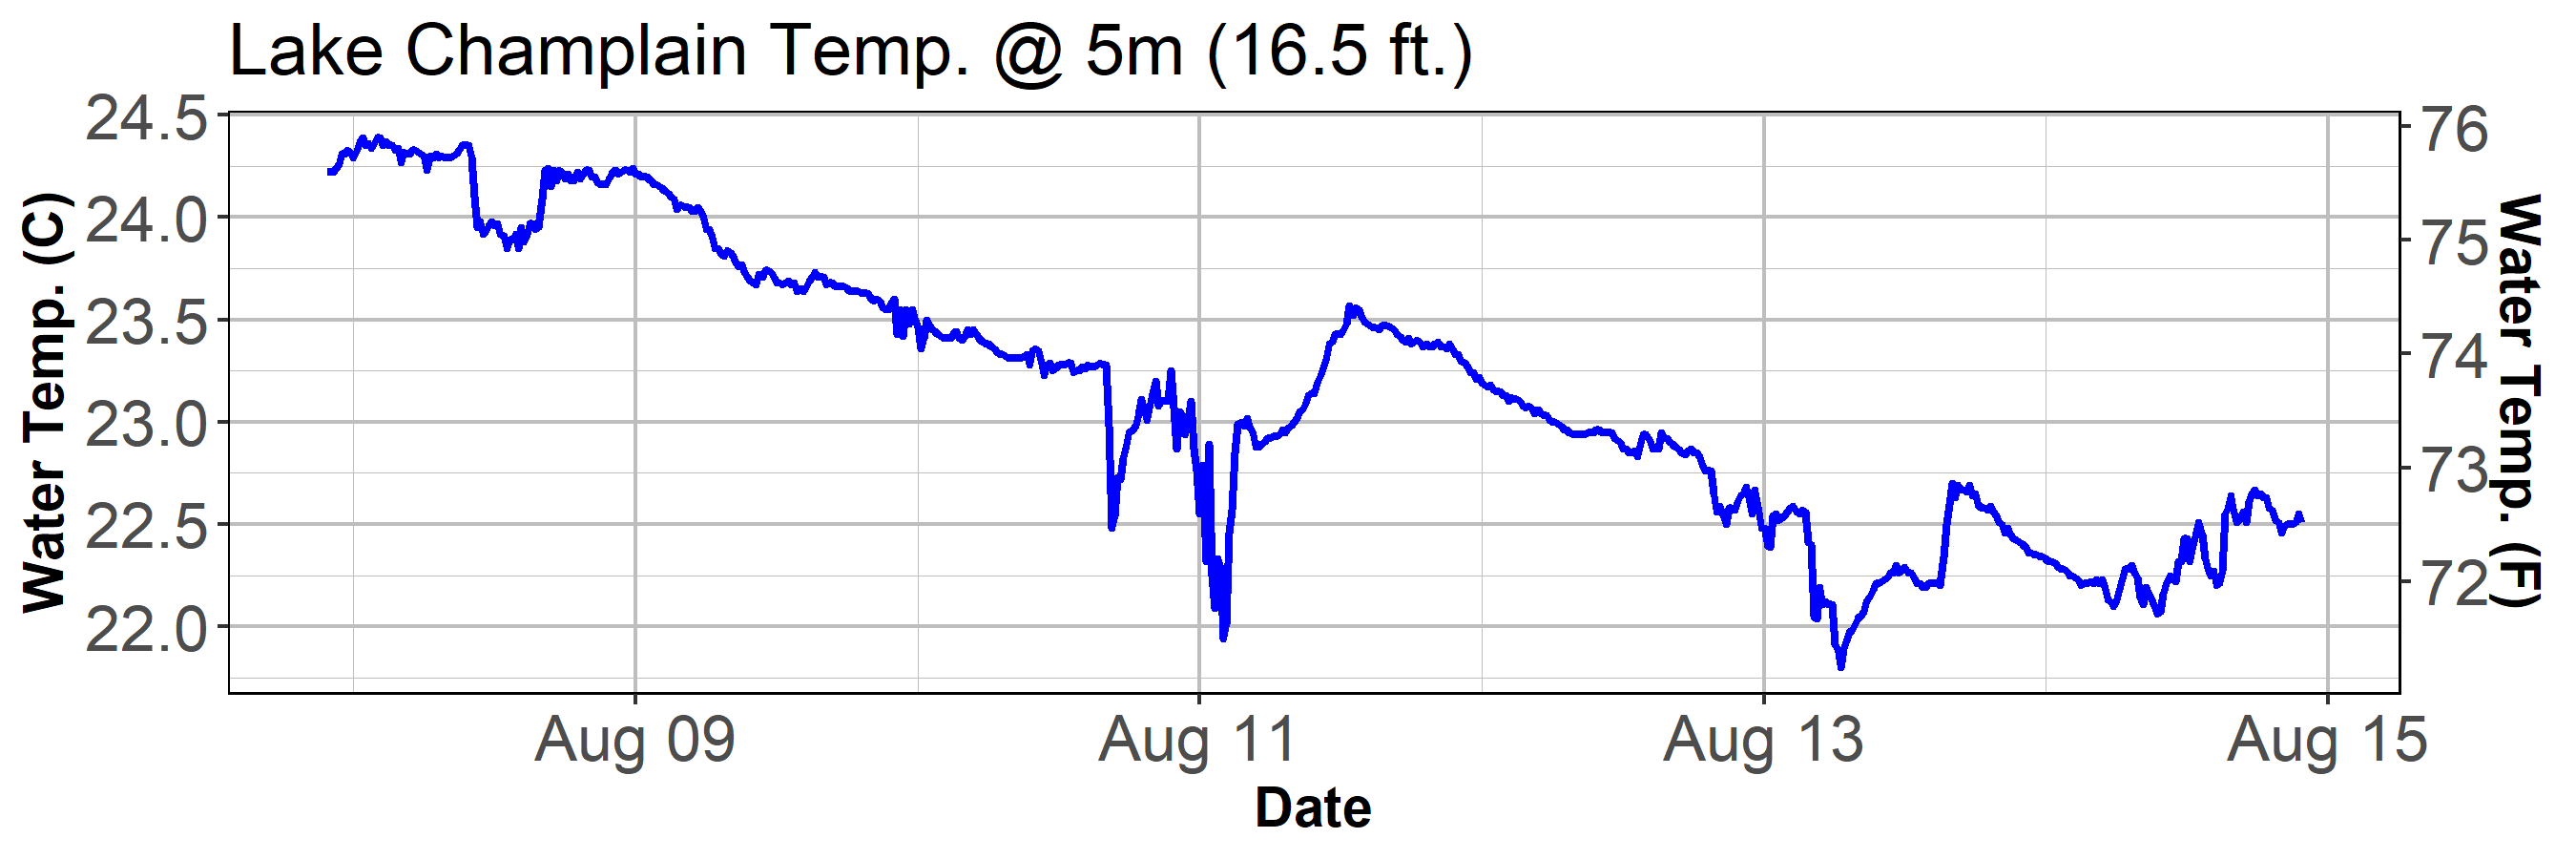 Lake Champlain Temp. @ 5m (16.5 ft.)
Water Temp. (C)
24.5
24.0
23.5
23.0
22.5
22.0
76
75
74
73
72
Water Temp. (F)
Aug 09
Aug 11
Aug 13
Aug 15
Date